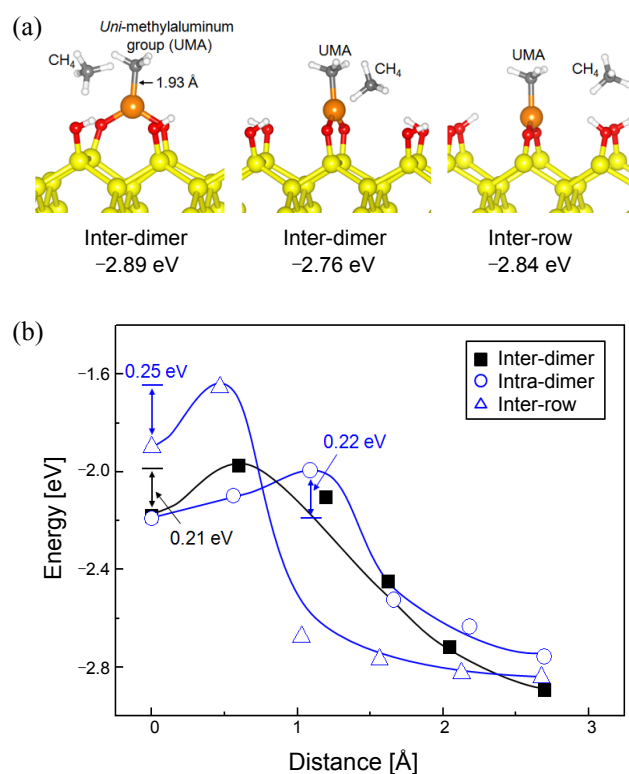 (a)
Uni-methylaluminum
group (UMA)
CH4
1.93 Å
UMA
CH4
UMA
CH4
Inter-dimer
−2.89 eV
Inter-dimer
−2.76 eV
Inter-row
−2.84 eV
(b)
Energy [eV]
−1.6
−2.0
−2.4
−2.8
0.25 eV
0.21 eV
0.22 eV
Inter-dimer
Intra-dimer
Inter-row
0 1 2 3
Distance [Å]